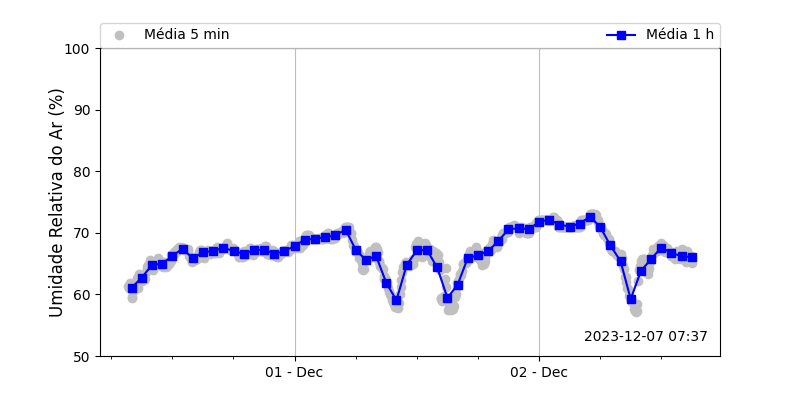 Média 5 min
Média 1 h
Umidade Relativa do Ar (%)
100
90
80
70
60
50
2023-12-07 07:37
01 - Dec
02 - Dec